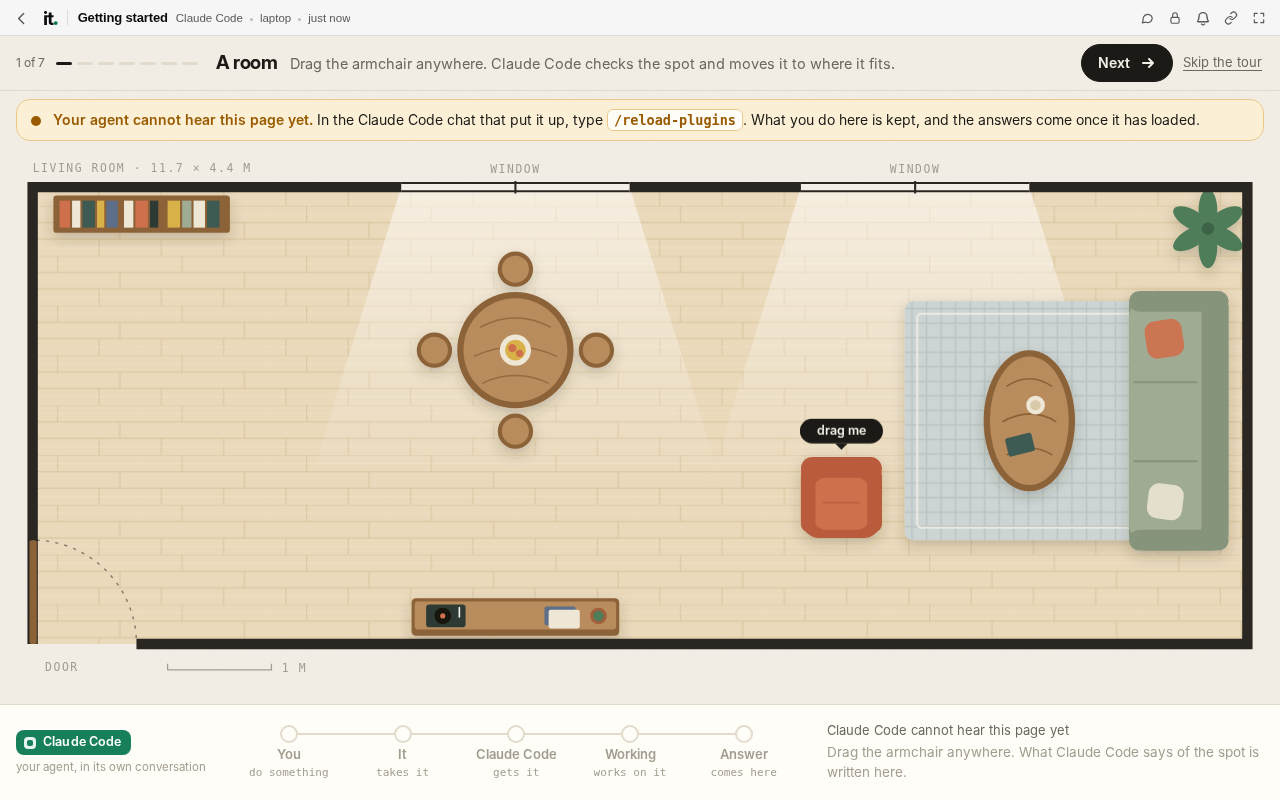 it. Getting started Claude Code • laptop • just now
1 of 7 A room Drag the armchair anywhere. Claude Code checks the spot and moves it to where it fits. Next → Skip the tour
Your agent cannot hear this page yet. In the Claude Code chat that put it up, type /reload-plugins. What you do here is kept, and the answers come once it has loaded.
LIVING ROOM · 11.7 × 4.4 M
WINDOW
WINDOW
drag me
DOOR
1 M
Claude Code
your agent, in its own conversation
You
do something
It
takes it
Claude Code
gets it
Working
works on it
Answer
comes here
Claude Code cannot hear this page yet
Drag the armchair anywhere. What Claude Code says of the spot is
written here.